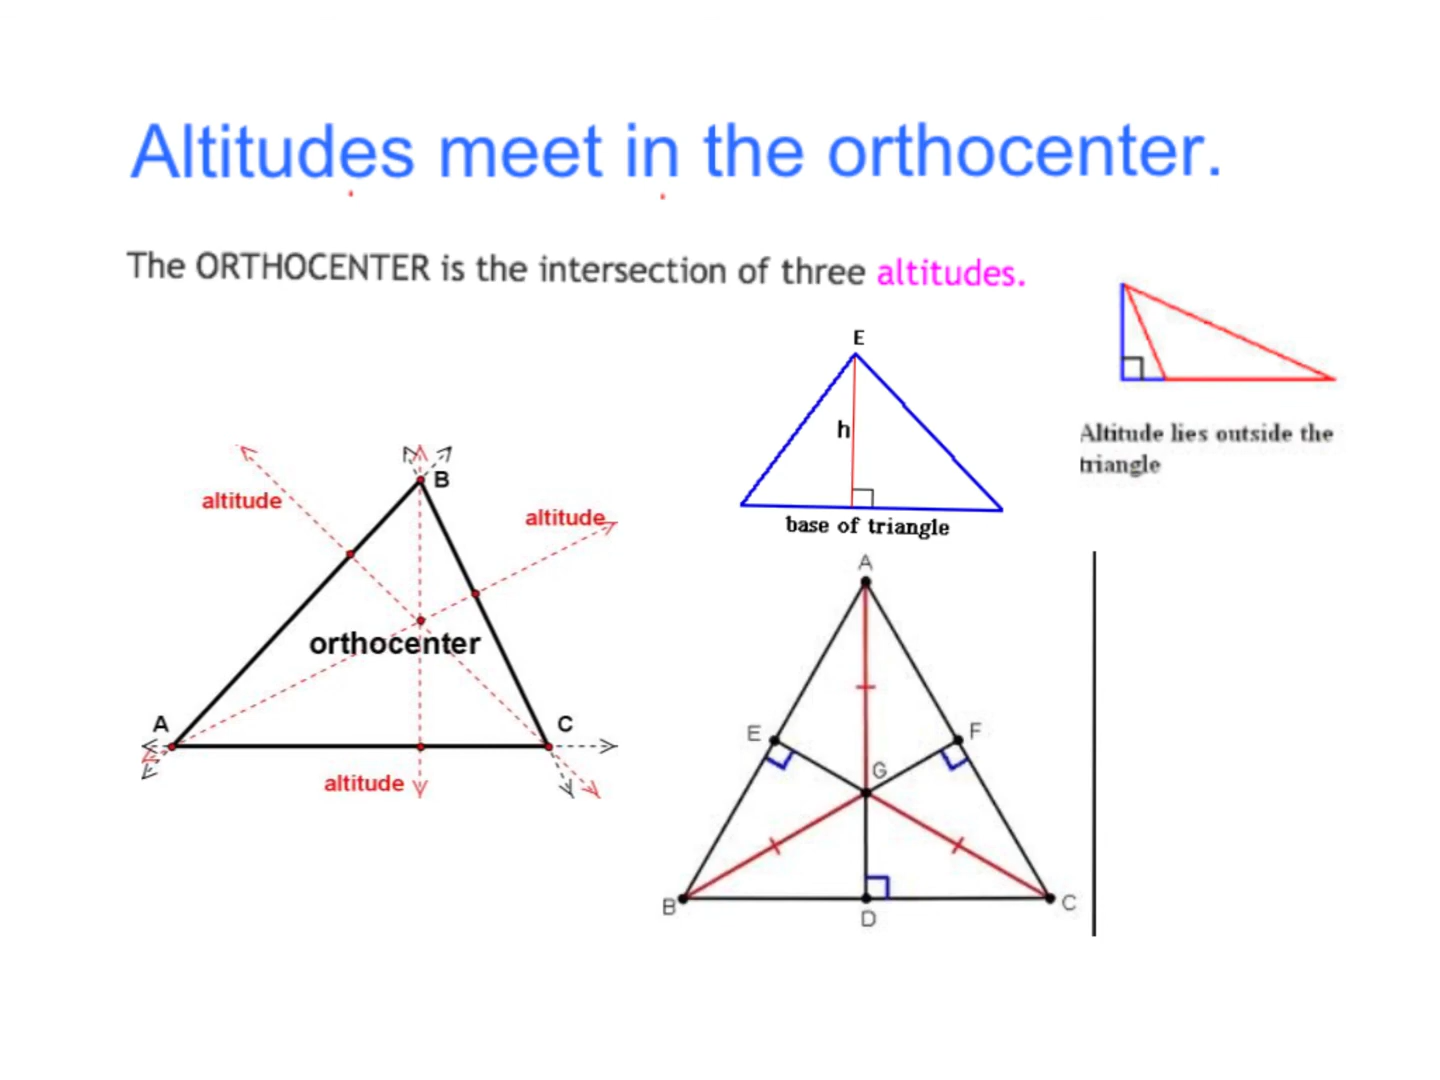 Altitudes meet in the orthocenter.
The ORTHOCENTER is the intersection of three altitudes.
E
h
base of triangle
Altitude lies outside the
triangle
B
altitude
altitude
orthocenter
A
C
altitude
A
E
F
G
B
D
C